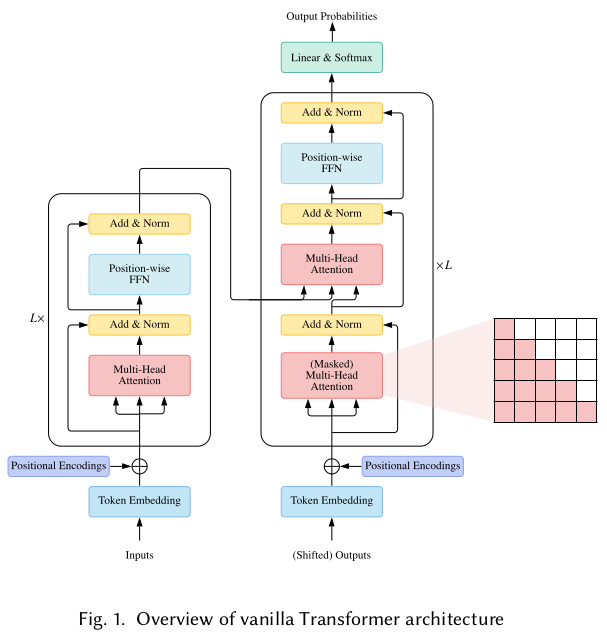 Output Probabilities
Linear & Softmax
Add & Norm
Position-wise
FFN
Add & Norm
Multi-Head
Attention
Add & Norm
(Masked)
Multi-Head
Attention
×L
Positional Encodings
Token Embedding
(Shifted) Outputs
Add & Norm
Position-wise
FFN
L×
Add & Norm
Multi-Head
Attention
Positional Encodings
Token Embedding
Inputs
Fig. 1. Overview of vanilla Transformer architecture